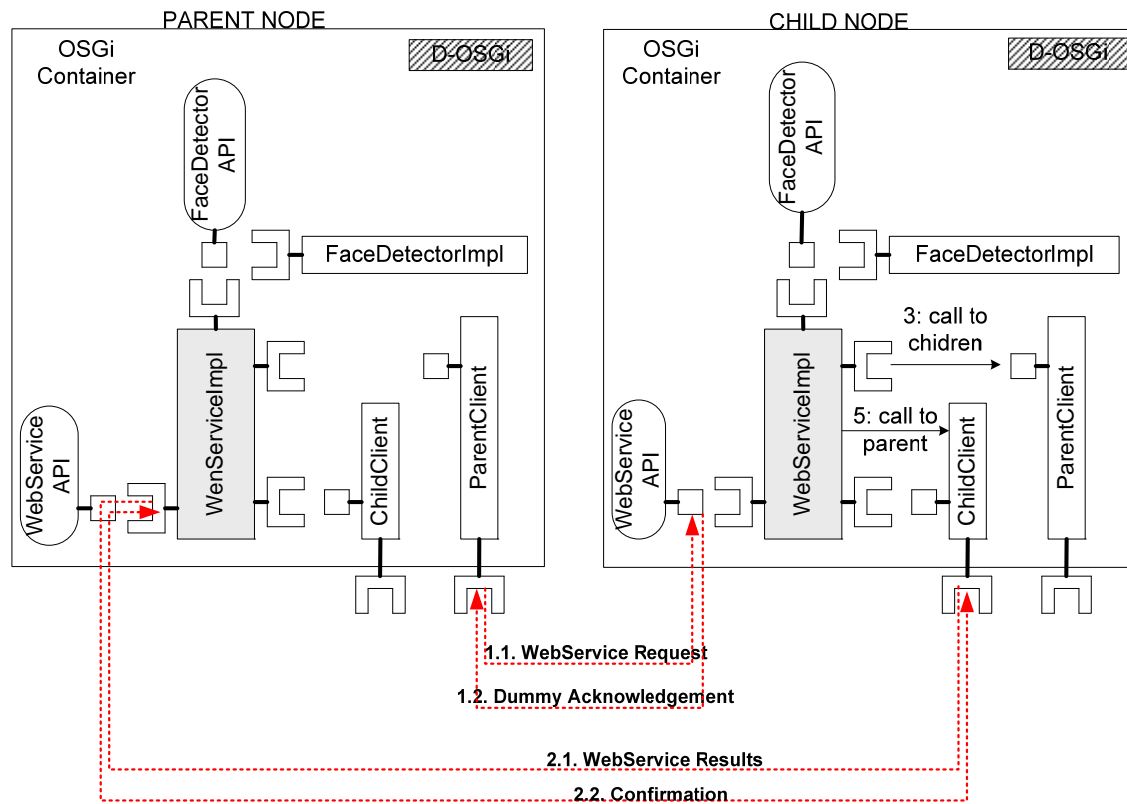 PARENT NODE
OSGi
Container
D-OSGi
FaceDetector
API
FaceDetectorImpl
WenServiceImpl
WebService
API
ChildClient
ParentClient
CHILD NODE
OSGi
Container
D-OSGi
FaceDetector
API
FaceDetectorImpl
3: call to
chidren
5: call to
parent
WebServiceImpl
WebService
API
ChildClient
ParentClient
1.1. WebService Request
1.2. Dummy Acknowledgement
2.1. WebService Results
2.2. Confirmation